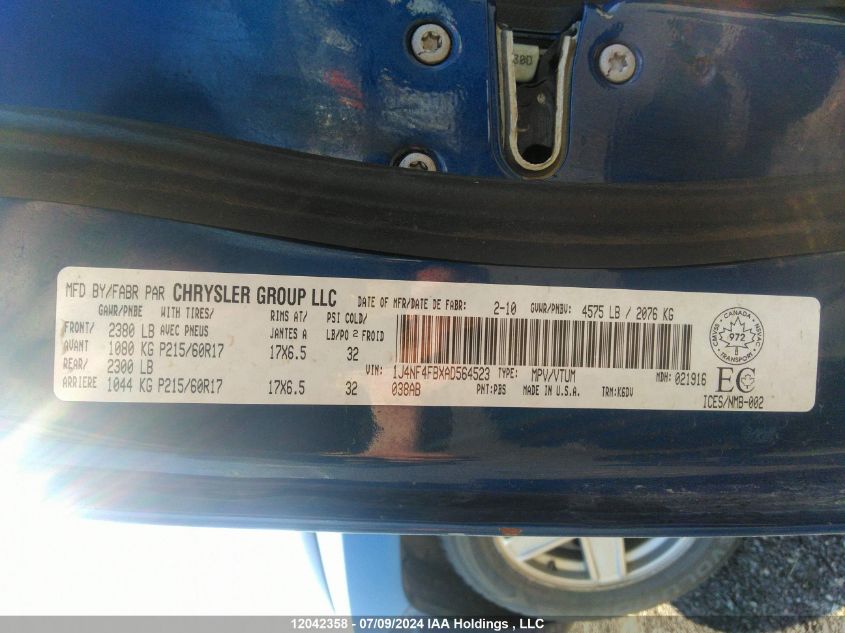 30D
MFD BY/FABR PAR CHRYSLER GROUP LLC DATE OF MFR/DATE DE FABR: 2-10 GVWR/PNBV: 4575 LB / 2076 KG
GAWR/PNBE WITH TIRES/ RIMS AT/ PSI COLD/
FRONT/ 2380 LB AVEC PNEUS JANTES A LB/PO 2 FROID
AVANT 1080 KG P215/60R17 17X6.5 32
REAR/ 2300 LB
ARRIERE 1044 KG P215/60R17 17X6.5 32
VIN: 1J4NF4FBXAD564523 TYPE: MPV/VTUM MDH: 021916
038AB PNT:PBS MADE IN U.S.A. TRM:K6DV
CANADA
CMVSS NSVAC
972
TRANSPORT
EC
ICES/NMB-002
12042358 - 07/09/2024 IAA Holdings , LLC